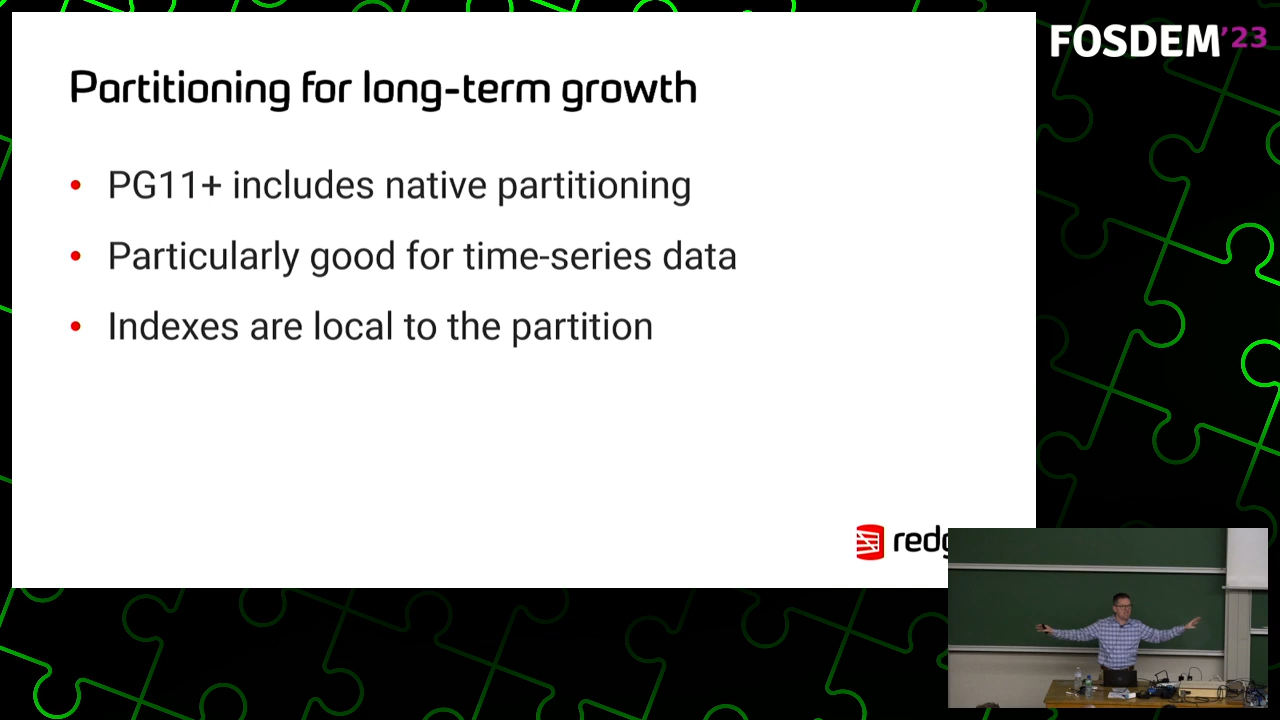 FOSDEM'23
Partitioning for long-term growth
• PG11+ includes native partitioning
• Particularly good for time-series data
• Indexes are local to the partition